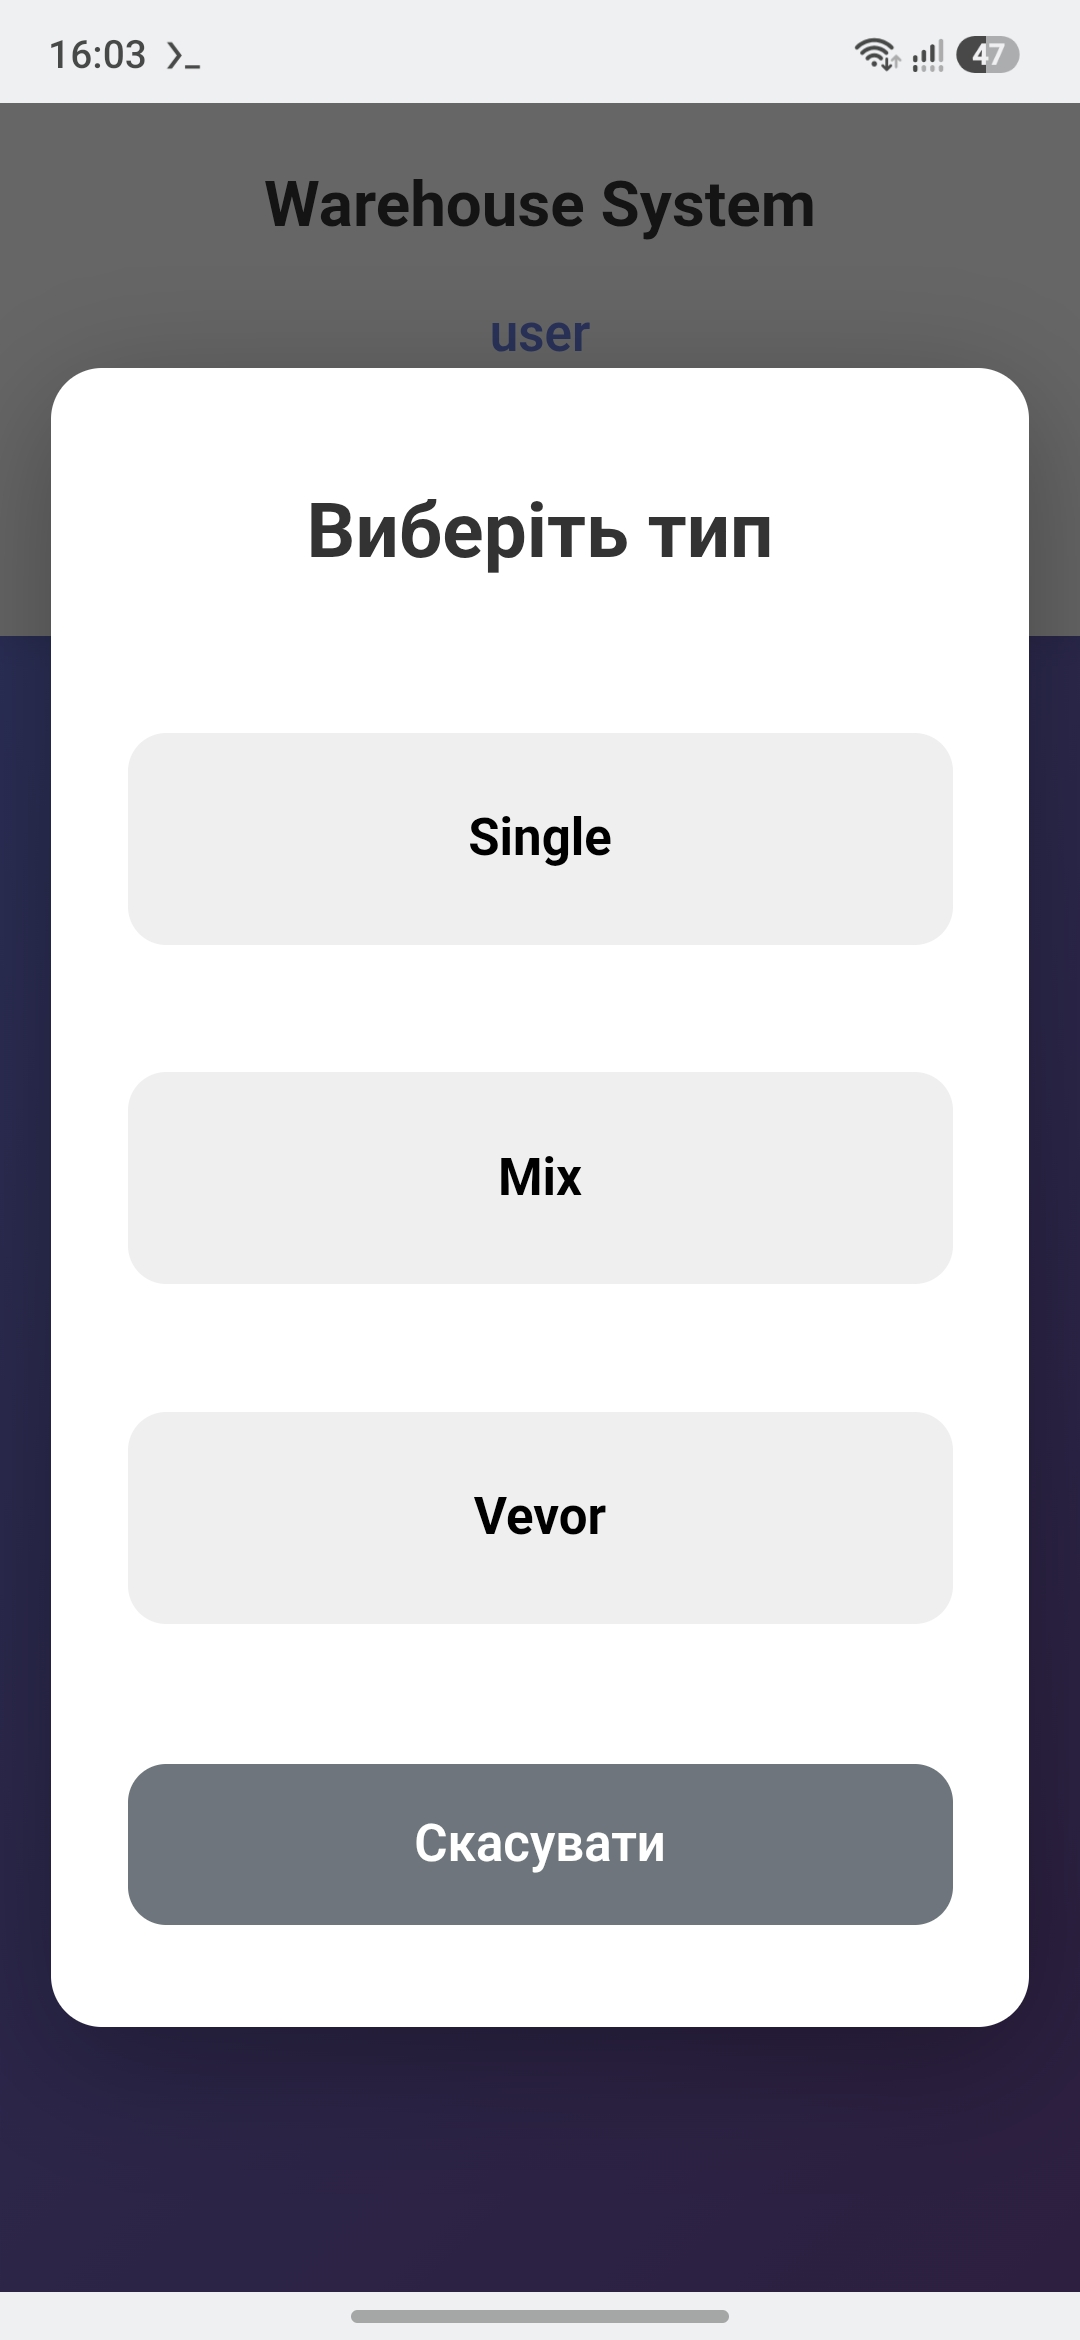 16:03
47
Warehouse System
user
Виберіть тип
Single
Mix
Vevor
Скасувати